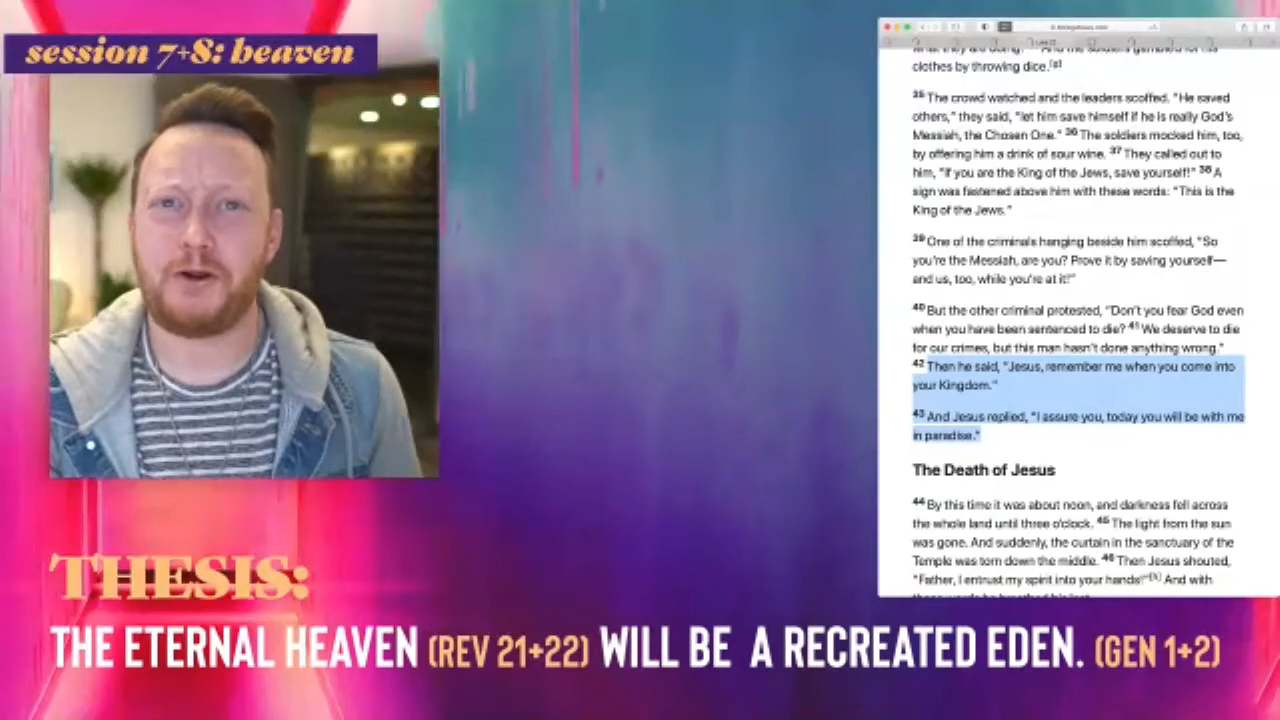 session 7+8: heaven
clothes by throwing dice.
35 The crowd watched and the leaders scoffed. "He saved
others," they said, "let him save himself if he is really God's
Messiah, the Chosen One." 36 The soldiers mocked him, too,
by offering him a drink of sour wine. 37 They called out to
him, "If you are the King of the Jews, save yourself!" 38 A
sign was fastened above him with these words: "This is the
King of the Jews."
39 One of the criminals hanging beside him scoffed, "So
you're the Messiah, are you? Prove it by saving yourself—
and us, too, while you're at it!"
40 But the other criminal protested, "Don't you fear God even
when you have been sentenced to die? 41 We deserve to die
for our crimes, but this man hasn't done anything wrong."
42 Then he said, "Jesus, remember me when you come into
your Kingdom."
43 And Jesus replied, "I assure you, today you will be with me
in paradise."
The Death of Jesus
44 By this time it was about noon, and darkness fell across
the whole land until three o'clock. 45 The light from the sun
was gone. And suddenly, the curtain in the sanctuary of the
Temple was torn down the middle. 46 Then Jesus shouted,
"Father, I entrust my spirit into your hands!"[h] And with
THESIS:
THE ETERNAL HEAVEN (REV 21+22) WILL BE A RECREATED EDEN. (GEN 1+2)